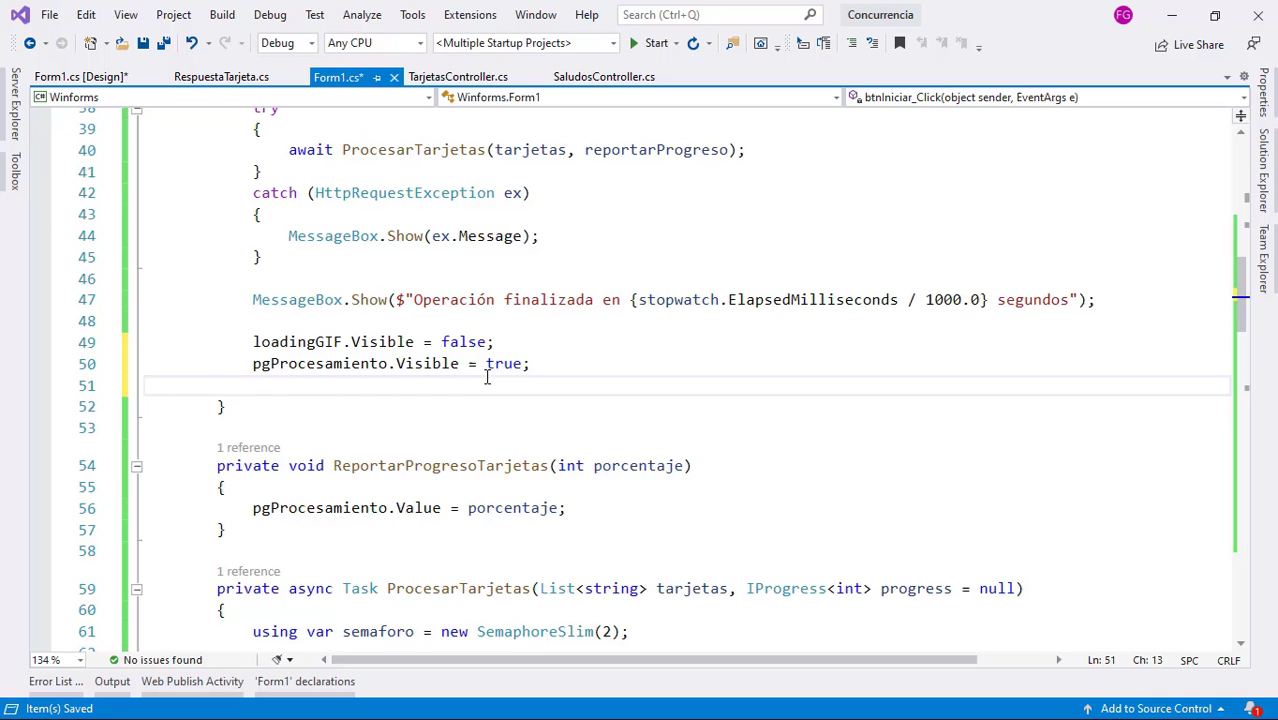 File Edit View Project Build Debug Test Analyze Tools Extensions Window Help Search (Ctrl+Q) Concurrencia FG
Debug Any CPU <Multiple Startup Projects> Start Live Share
Form1.cs [Design]* RespuestaTarjeta.cs Form1.cs* TarjetasController.cs SaludosController.cs
Winforms Winforms.Form1 btnIniciar_Click(object sender, EventArgs e)
Server Explorer
Toolbox
Properties
Solution Explorer
Team Explorer
38 try
39 {
40 await ProcesarTarjetas(tarjetas, reportarProgreso);
41 }
42 catch (HttpRequestException ex)
43 {
44 MessageBox.Show(ex.Message);
45 }
46
47 MessageBox.Show($"Operación finalizada en {stopwatch.ElapsedMilliseconds / 1000.0} segundos");
48
49 loadingGIF.Visible = false;
50 pgProcesamiento.Visible = true;
51
52 }
53
1 reference
54 private void ReportarProgresoTarjetas(int porcentaje)
55 {
56 pgProcesamiento.Value = porcentaje;
57 }
58
1 reference
59 private async Task ProcesarTarjetas(List<string> tarjetas, IProgress<int> progress = null)
60 {
61 using var semaforo = new SemaphoreSlim(2);
134 % No issues found Ln: 51 Ch: 13 SPC CRLF
Error List ... Output Web Publish Activity 'Form1' declarations
Item(s) Saved Add to Source Control 1